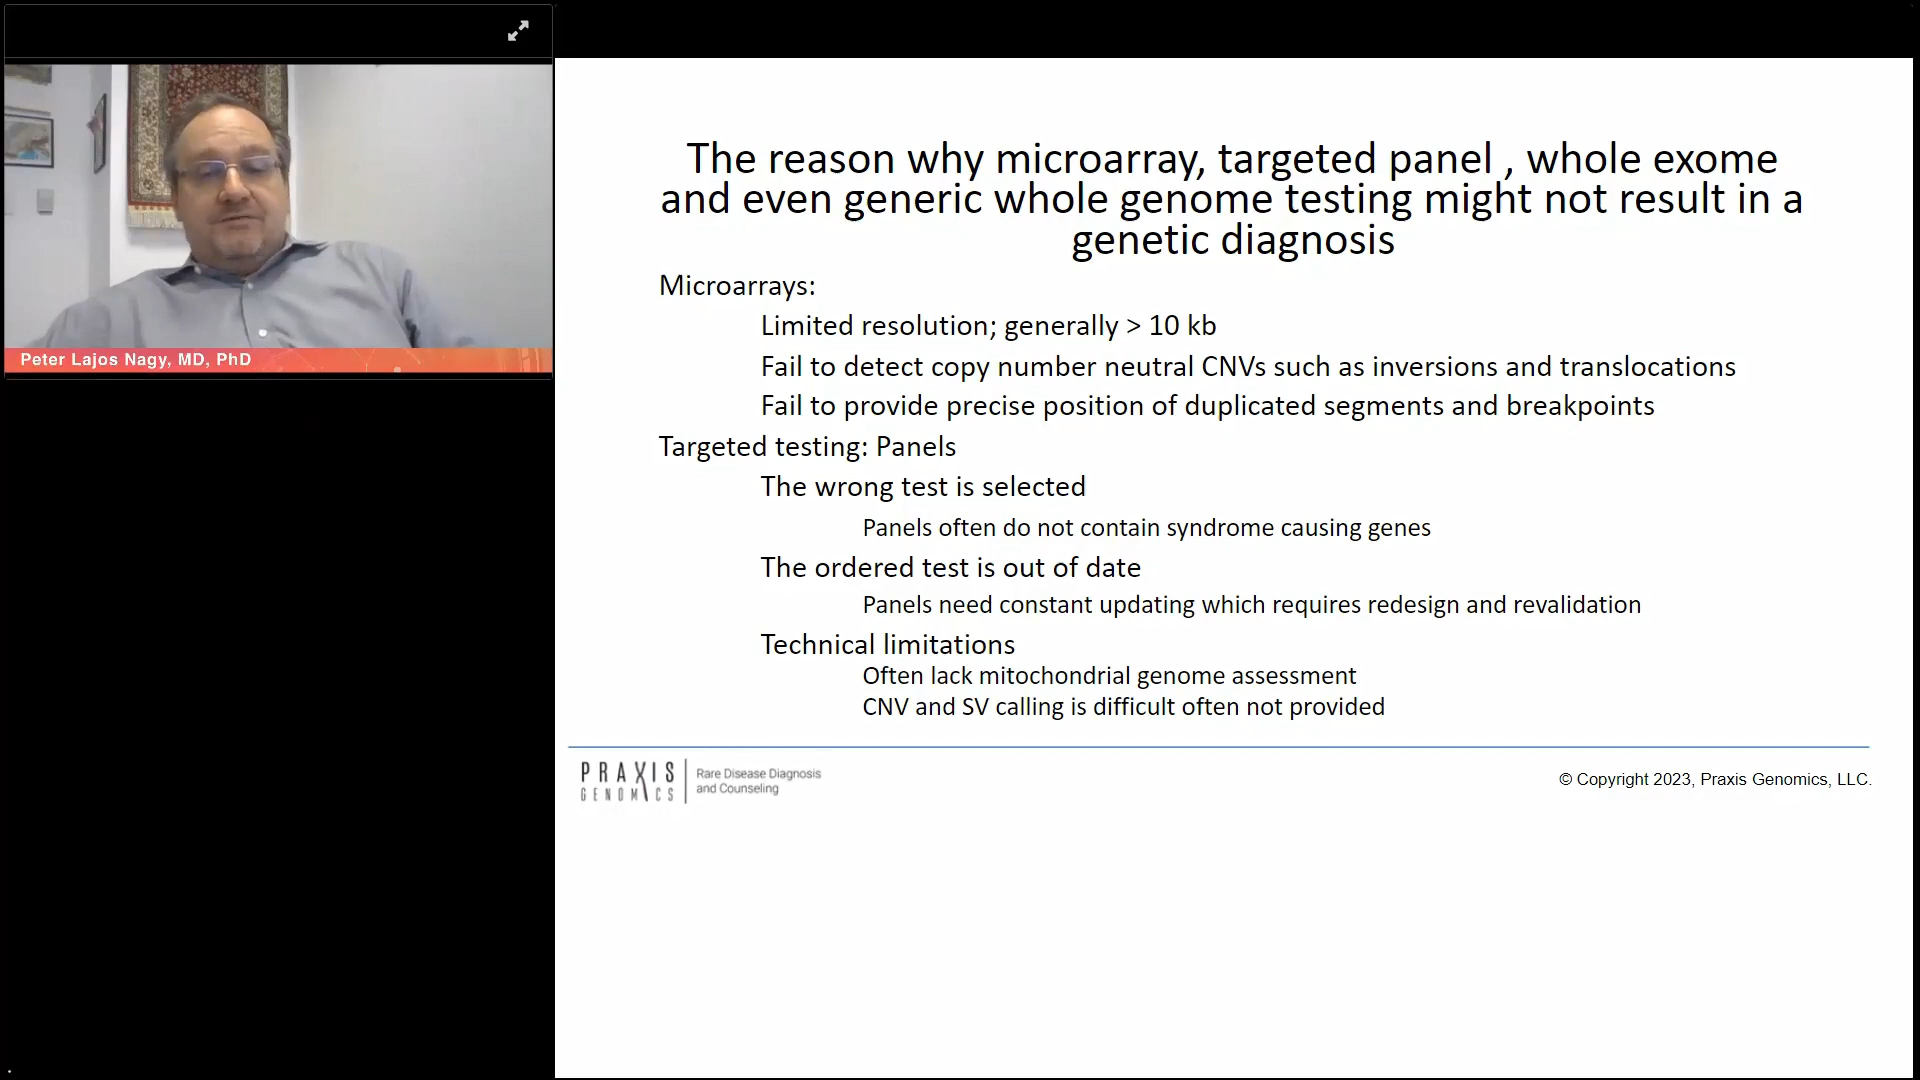 Peter Lajos Nagy, MD, PhD
The reason why microarray, targeted panel , whole exome
and even generic whole genome testing might not result in a
genetic diagnosis
Microarrays:
Limited resolution; generally > 10 kb
Fail to detect copy number neutral CNVs such as inversions and translocations
Fail to provide precise position of duplicated segments and breakpoints
Targeted testing: Panels
The wrong test is selected
Panels often do not contain syndrome causing genes
The ordered test is out of date
Panels need constant updating which requires redesign and revalidation
Technical limitations
Often lack mitochondrial genome assessment
CNV and SV calling is difficult often not provided
PRAXIS
GENOMICS
Rare Disease Diagnosis
and Counseling
© Copyright 2023, Praxis Genomics, LLC.